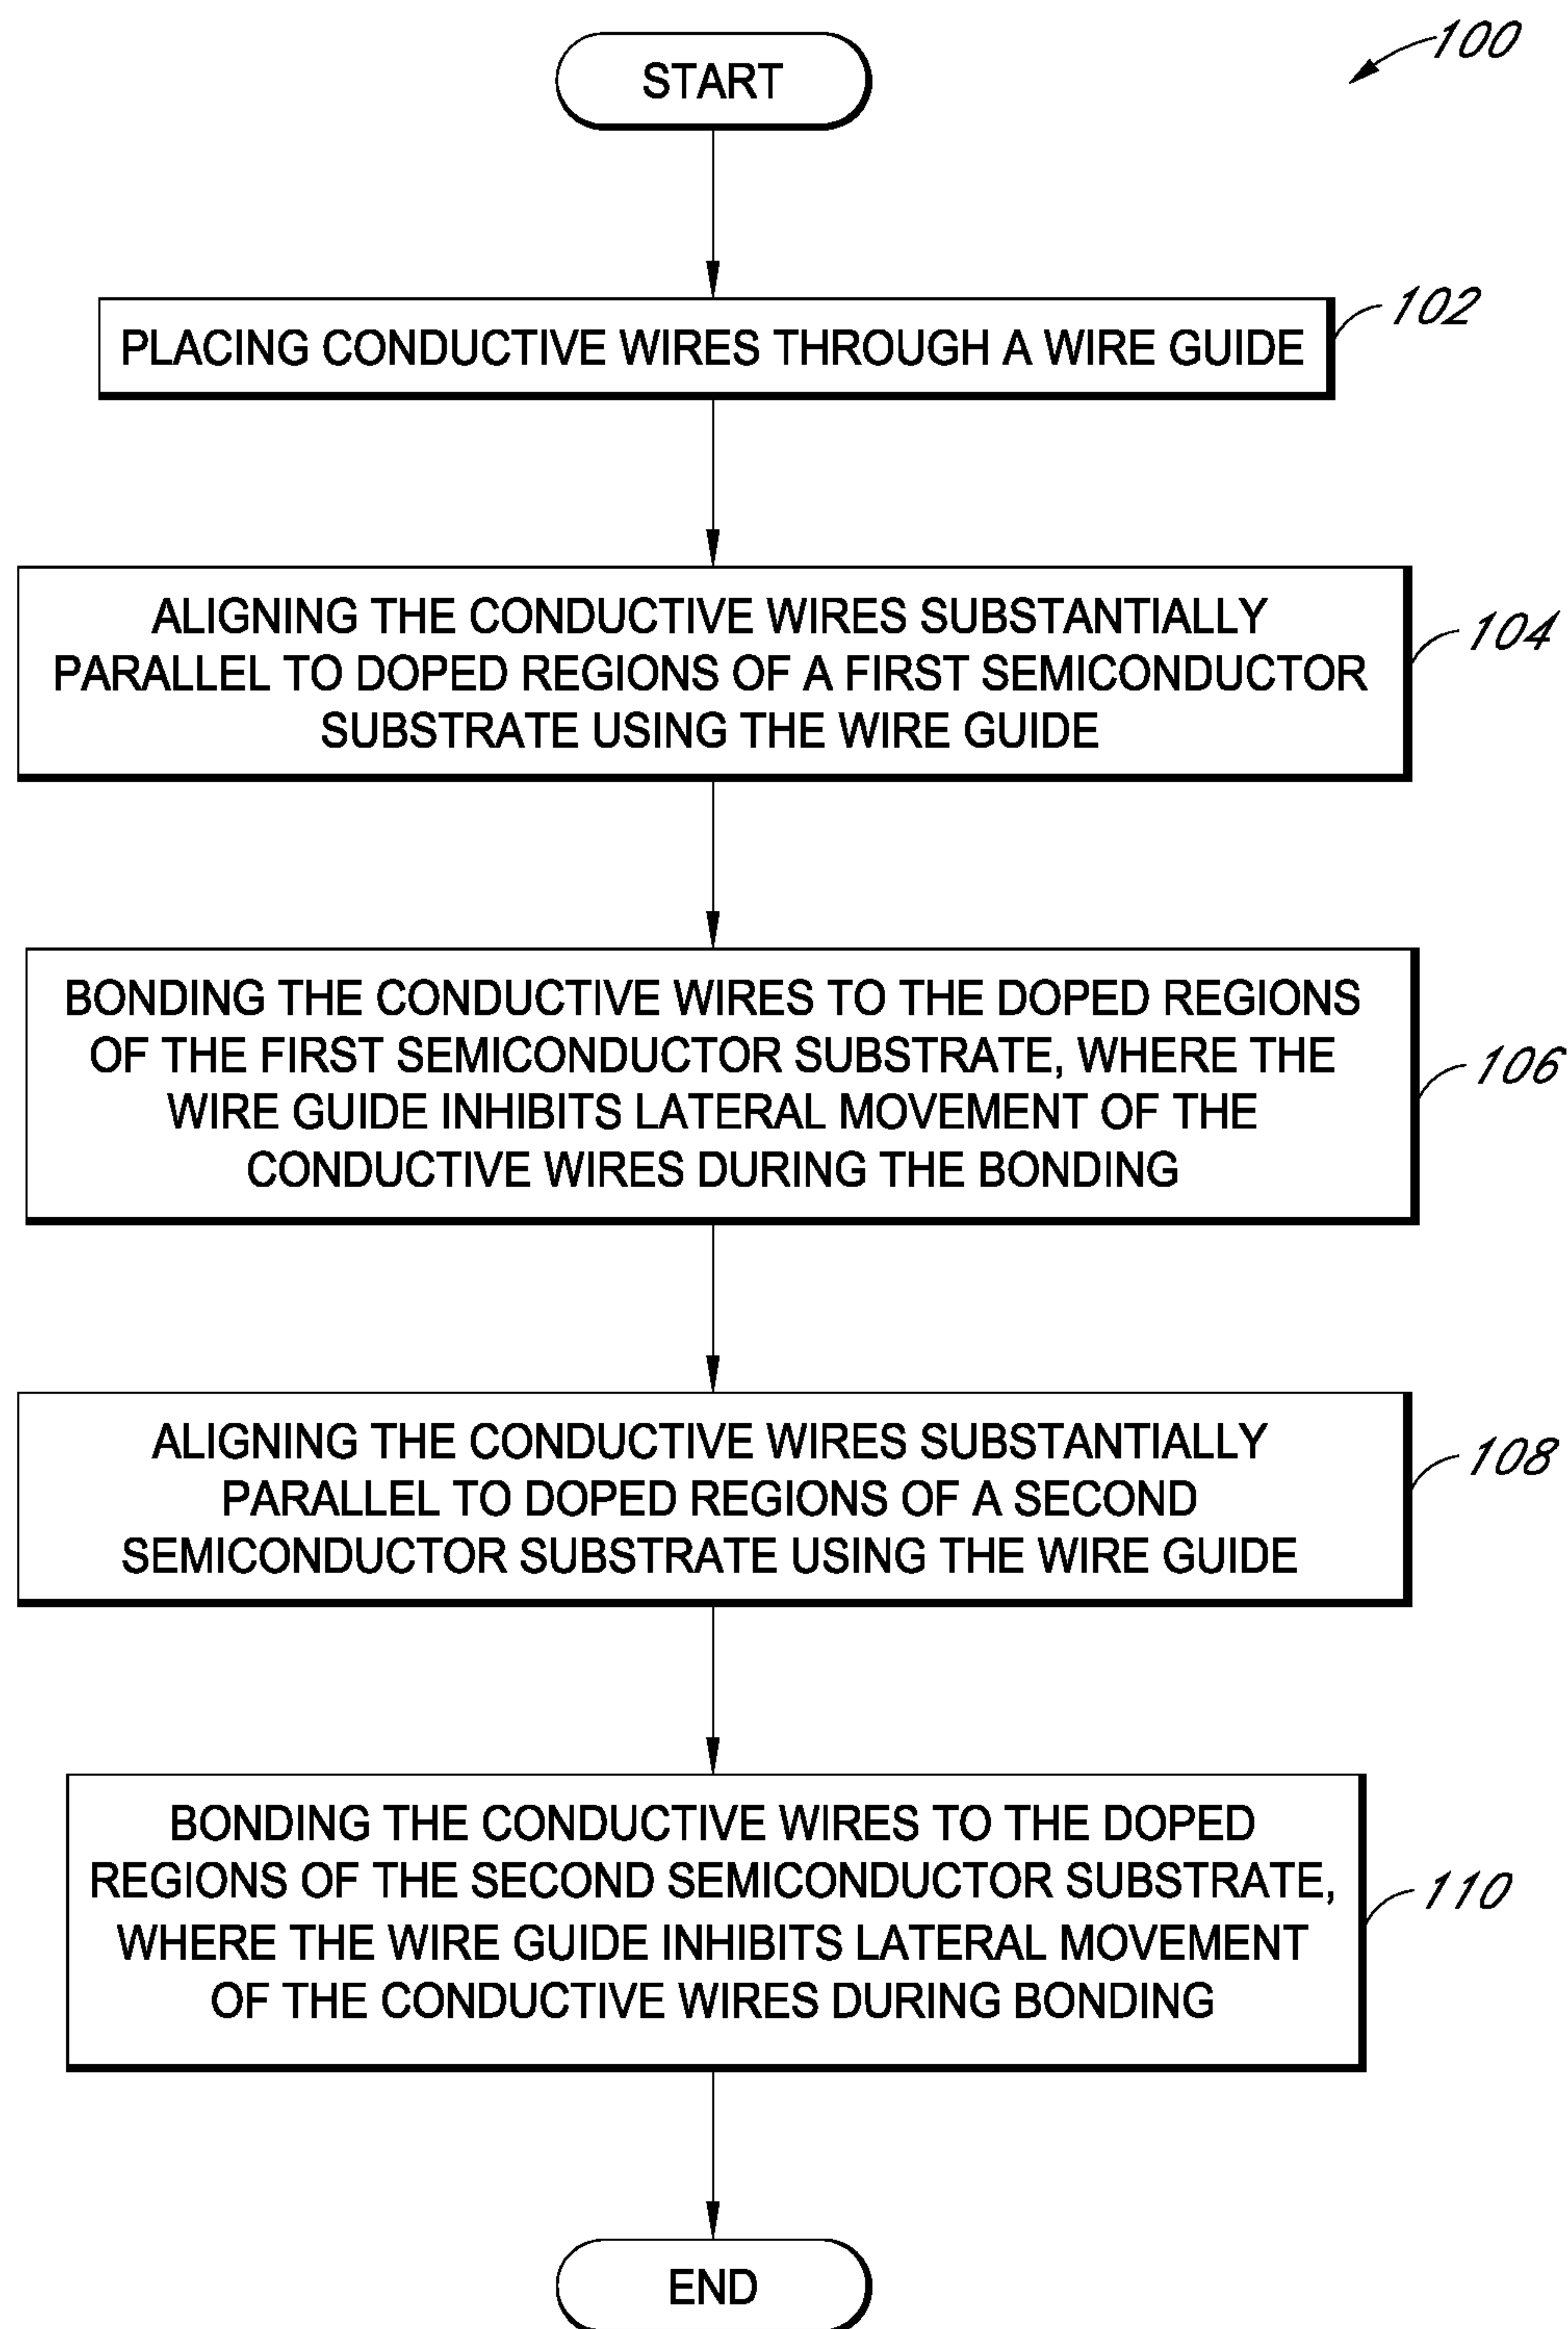 100
START
PLACING CONDUCTIVE WIRES THROUGH A WIRE GUIDE
102
ALIGNING THE CONDUCTIVE WIRES SUBSTANTIALLY
PARALLEL TO DOPED REGIONS OF A FIRST SEMICONDUCTOR
SUBSTRATE USING THE WIRE GUIDE
104
BONDING THE CONDUCTIVE WIRES TO THE DOPED REGIONS
OF THE FIRST SEMICONDUCTOR SUBSTRATE, WHERE THE
WIRE GUIDE INHIBITS LATERAL MOVEMENT OF THE
CONDUCTIVE WIRES DURING THE BONDING
106
ALIGNING THE CONDUCTIVE WIRES SUBSTANTIALLY
PARALLEL TO DOPED REGIONS OF A SECOND
SEMICONDUCTOR SUBSTRATE USING THE WIRE GUIDE
108
BONDING THE CONDUCTIVE WIRES TO THE DOPED
REGIONS OF THE SECOND SEMICONDUCTOR SUBSTRATE,
WHERE THE WIRE GUIDE INHIBITS LATERAL MOVEMENT
OF THE CONDUCTIVE WIRES DURING BONDING
110
END